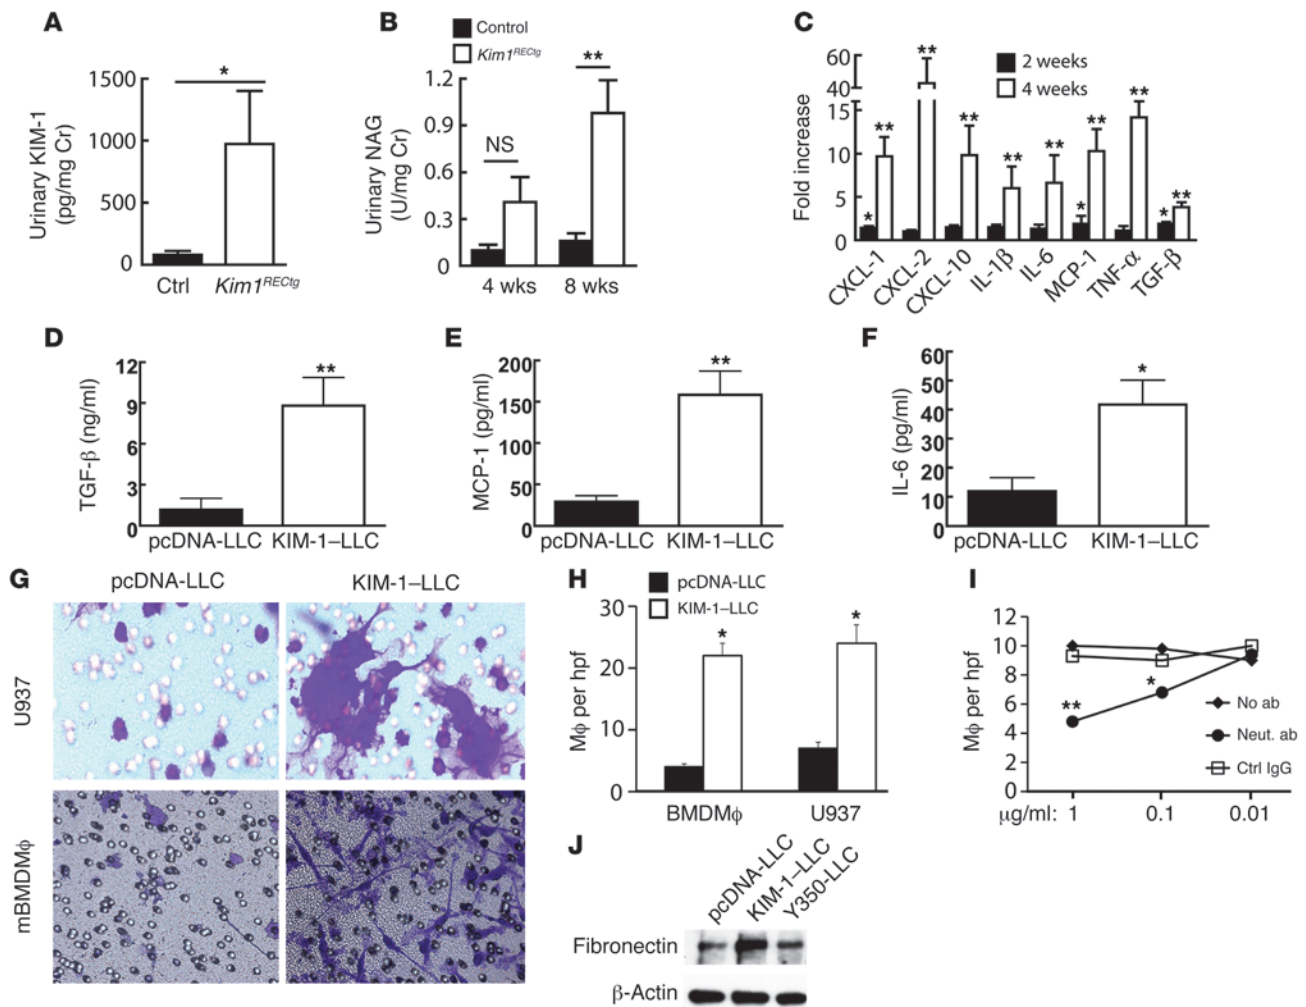 A
Urinary KIM-1
(pg/mg Cr)
1500
1000
500
0
*
Ctrl
Kim1^RECtg
B
Control
Kim1^RECtg
Urinary NAG
(U/mg Cr)
1.2
0.9
0.6
0.3
0
NS
**
4 wks
8 wks
C
2 weeks
4 weeks
Fold increase
60
40
15
10
5
0
* ** ** ** ** ** * ** ** * **
CXCL-1
CXCL-2
CXCL-10
IL-1β
IL-6
MCP-1
TNF-α
TGF-β
D
TGF-β (ng/ml)
12
9
6
3
0
**
pcDNA-LLC
KIM-1–LLC
E
MCP-1 (pg/ml)
200
150
100
50
0
**
pcDNA-LLC
KIM-1–LLC
F
IL-6 (pg/ml)
60
50
40
30
20
10
0
*
pcDNA-LLC
KIM-1–LLC
G
pcDNA-LLC
KIM-1–LLC
U937
mBMDMϕ
H
pcDNA-LLC
KIM-1–LLC
Mϕ per hpf
30
20
10
0
*
*
BMDMϕ
U937
I
Mϕ per hpf
12
10
8
6
4
2
0
**
*
No ab
Neut. ab
Ctrl IgG
μg/ml: 1 0.1 0.01
J
pcDNA-LLC
KIM-1–LLC
Y350-LLC
Fibronectin
β-Actin